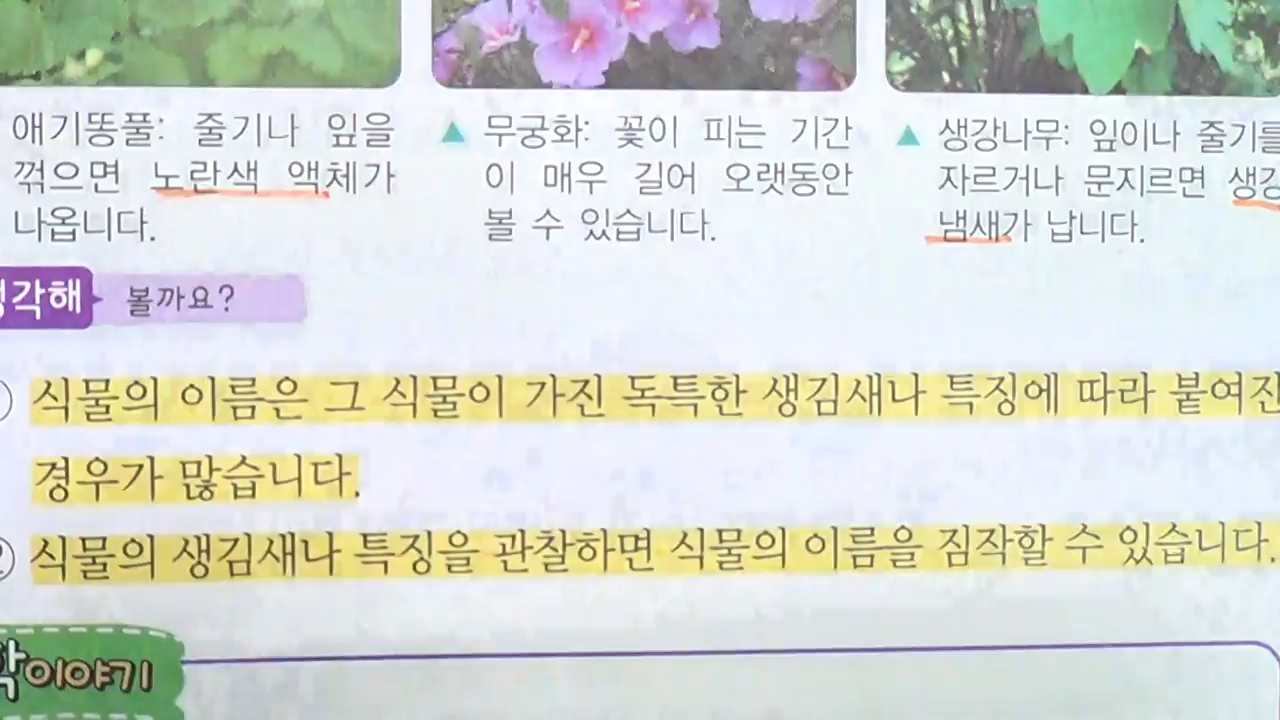 애기똥풀: 줄기나 잎을
꺾으면 노란색 액체가
나옵니다.
▲ 무궁화: 꽃이 피는 기간
이 매우 길어 오랫동안
볼 수 있습니다.
▲ 생강나무: 잎이나 줄기를
자르거나 문지르면 생강
냄새가 납니다.
생각해 볼까요?
식물의 이름은 그 식물이 가진 독특한 생김새나 특징에 따라 붙여진
경우가 많습니다.
② 식물의 생김새나 특징을 관찰하면 식물의 이름을 짐작할 수 있습니다.
이야기